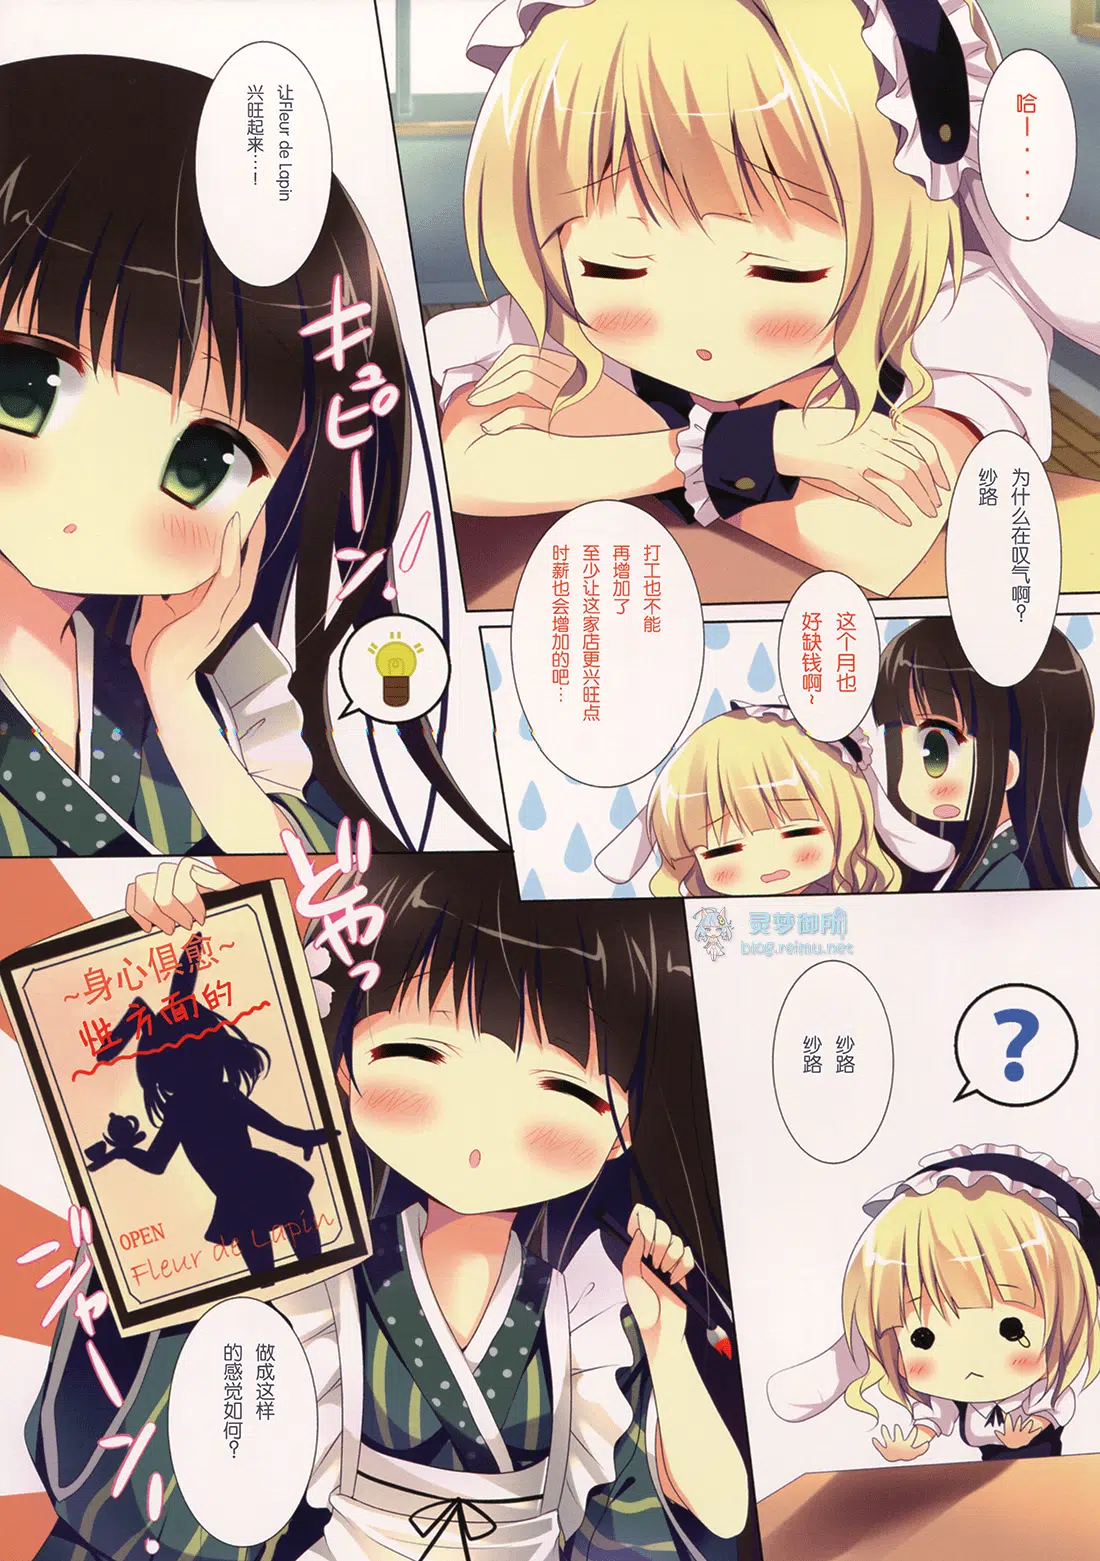 哈ー．．．．．
为什么在叹气啊？
纱路
这个月也
好缺钱啊~
打工也不能
再增加了
至少让这家店更兴旺点
时薪也会增加的吧…
让Fleur de Lapin
兴旺起来…！
キュピーン！
？
纱路
纱路
灵梦御所
blog.reimu.net
どやっ
~身心俱愈~
性方面的
OPEN
Fleur de Lapin
ジャーン！
做成这样
的感觉如何？